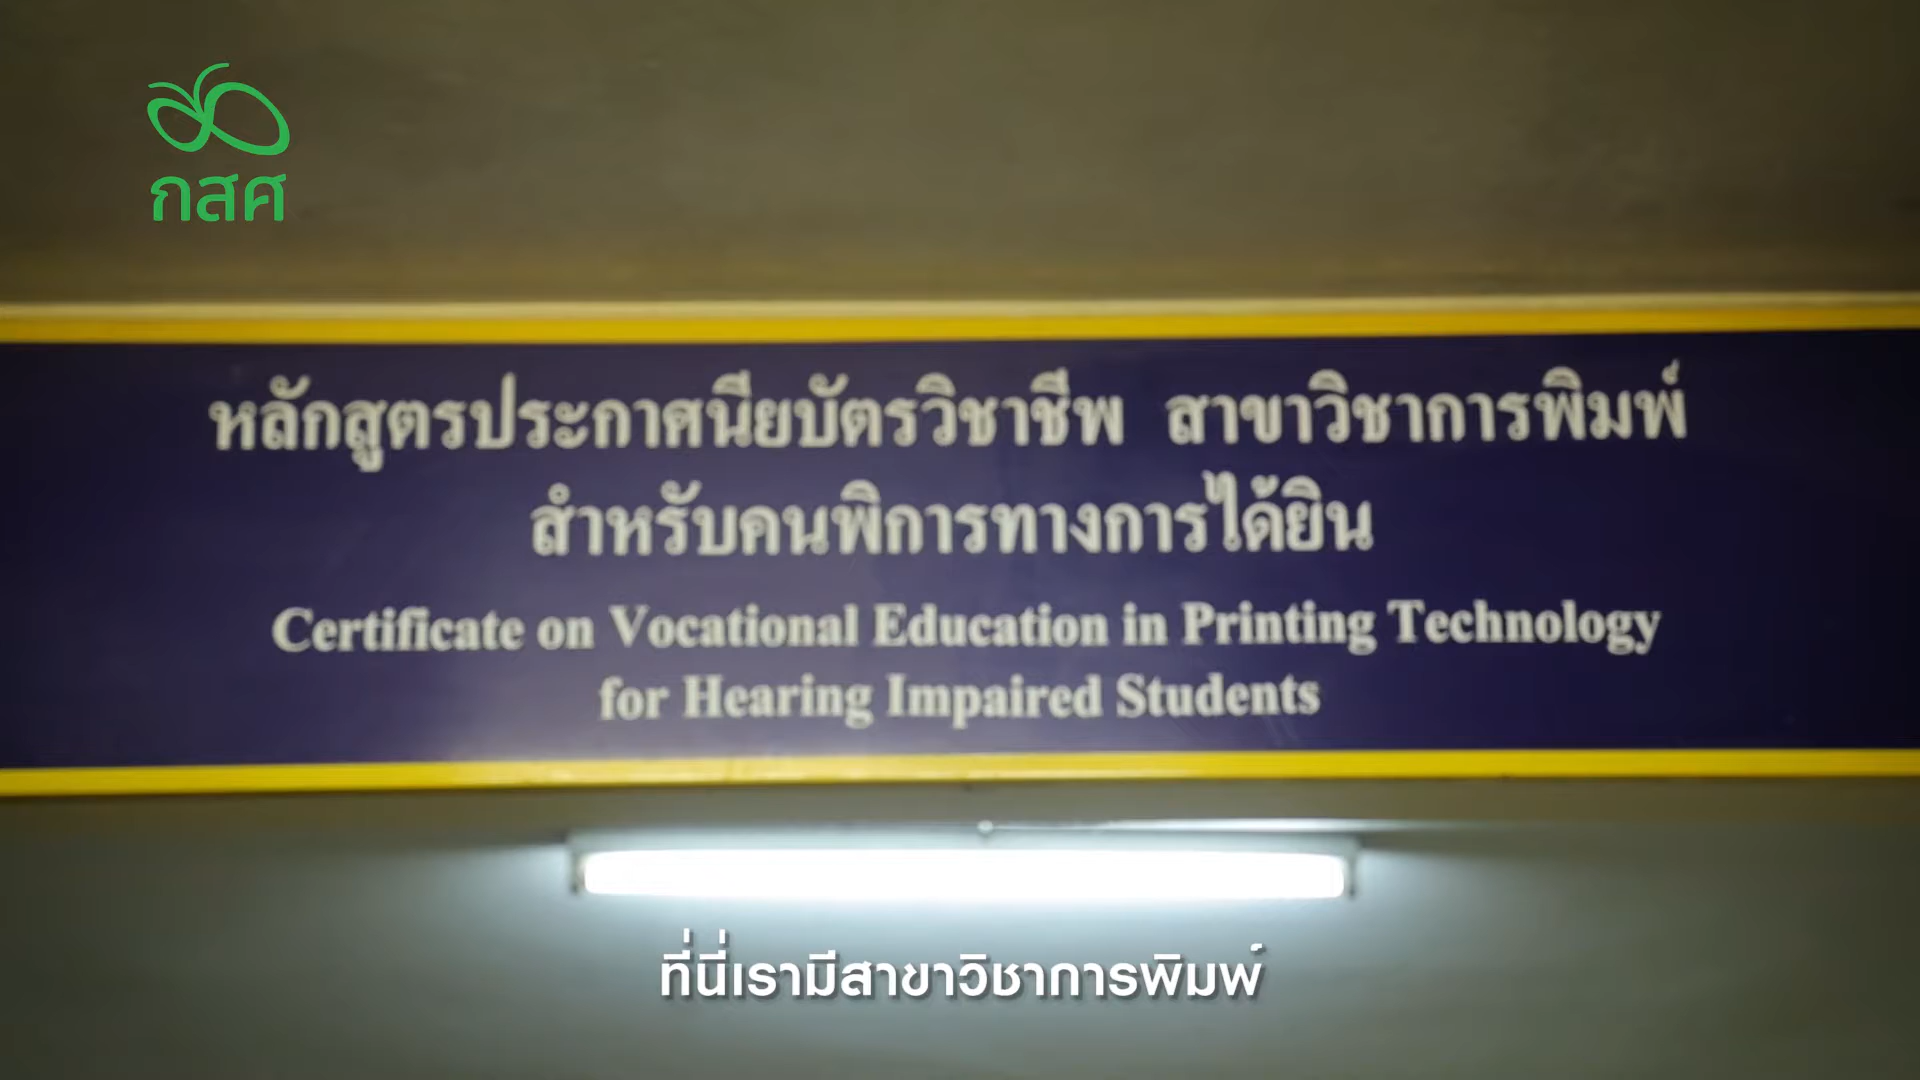 กสศ
หลักสูตรประกาศนียบัตรวิชาชีพ สาขาวิชาการพิมพ์
สำหรับคนพิการทางการได้ยิน
Certificate on Vocational Education in Printing Technology
for Hearing Impaired Students
ที่นี่เรามีสาขาวิชาการพิมพ์